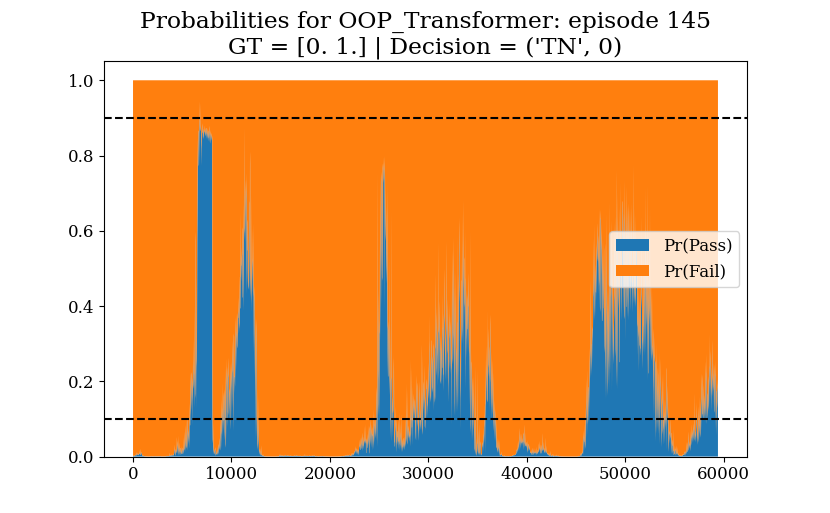 Probabilities for OOP_Transformer: episode 145
GT = [0. 1.] | Decision = ('TN', 0)
1.0
0.8
0.6
0.4
0.2
0.0
Pr(Pass)
Pr(Fail)
0 10000 20000 30000 40000 50000 60000